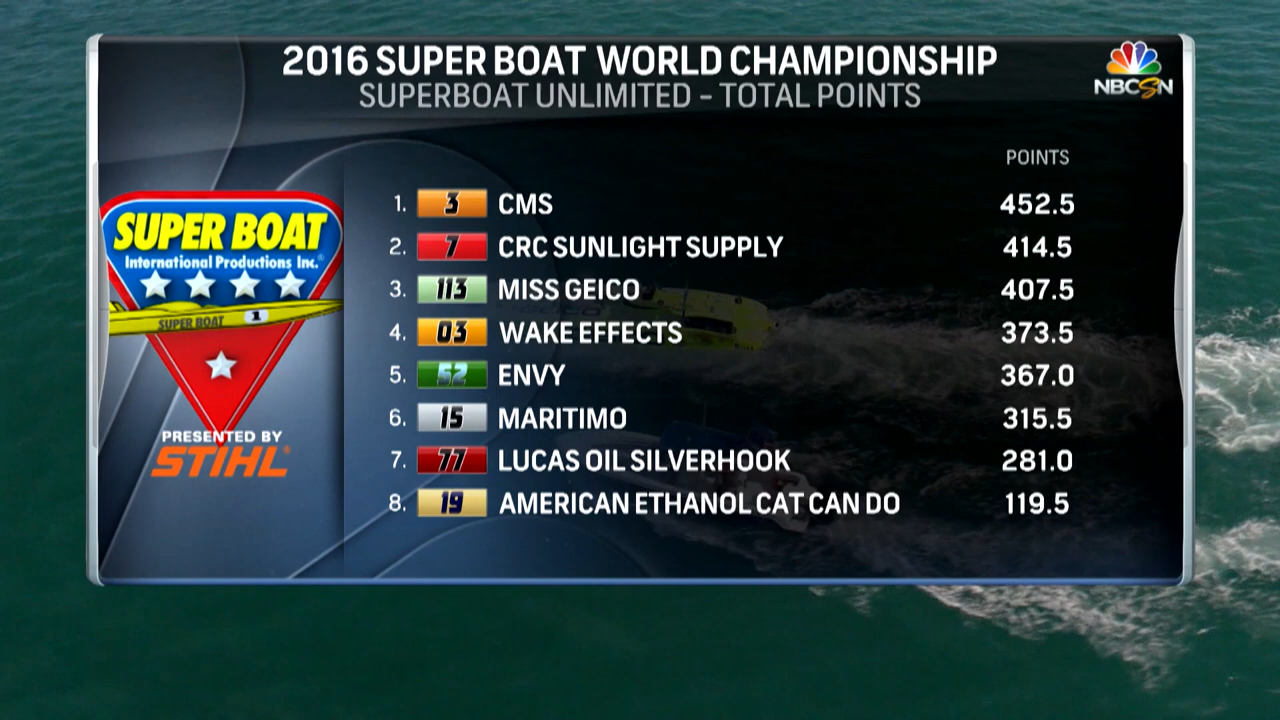 2016 SUPER BOAT WORLD CHAMPIONSHIP
SUPERBOAT UNLIMITED - TOTAL POINTS
NBCSN
POINTS
1. 3 CMS 452.5
2. 7 CRC SUNLIGHT SUPPLY 414.5
3. 113 MISS GEICO 407.5
4. 03 WAKE EFFECTS 373.5
5. 52 ENVY 367.0
6. 15 MARITIMO 315.5
7. 77 LUCAS OIL SILVERHOOK 281.0
8. 19 AMERICAN ETHANOL CAT CAN DO 119.5
SUPER BOAT
International Productions Inc.®
SUPER BOAT 1
PRESENTED BY
STIHL®